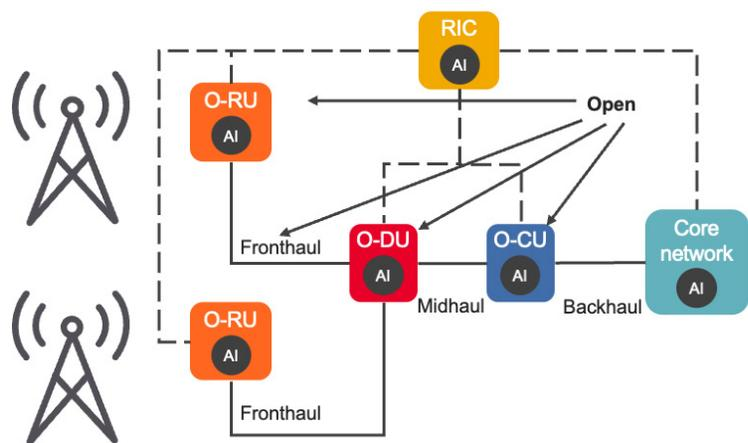 RIC
AI
O-RU
AI
Open
Fronthaul
O-DU
AI
O-CU
AI
Core
network
AI
Midhaul
Backhaul
O-RU
AI
Fronthaul